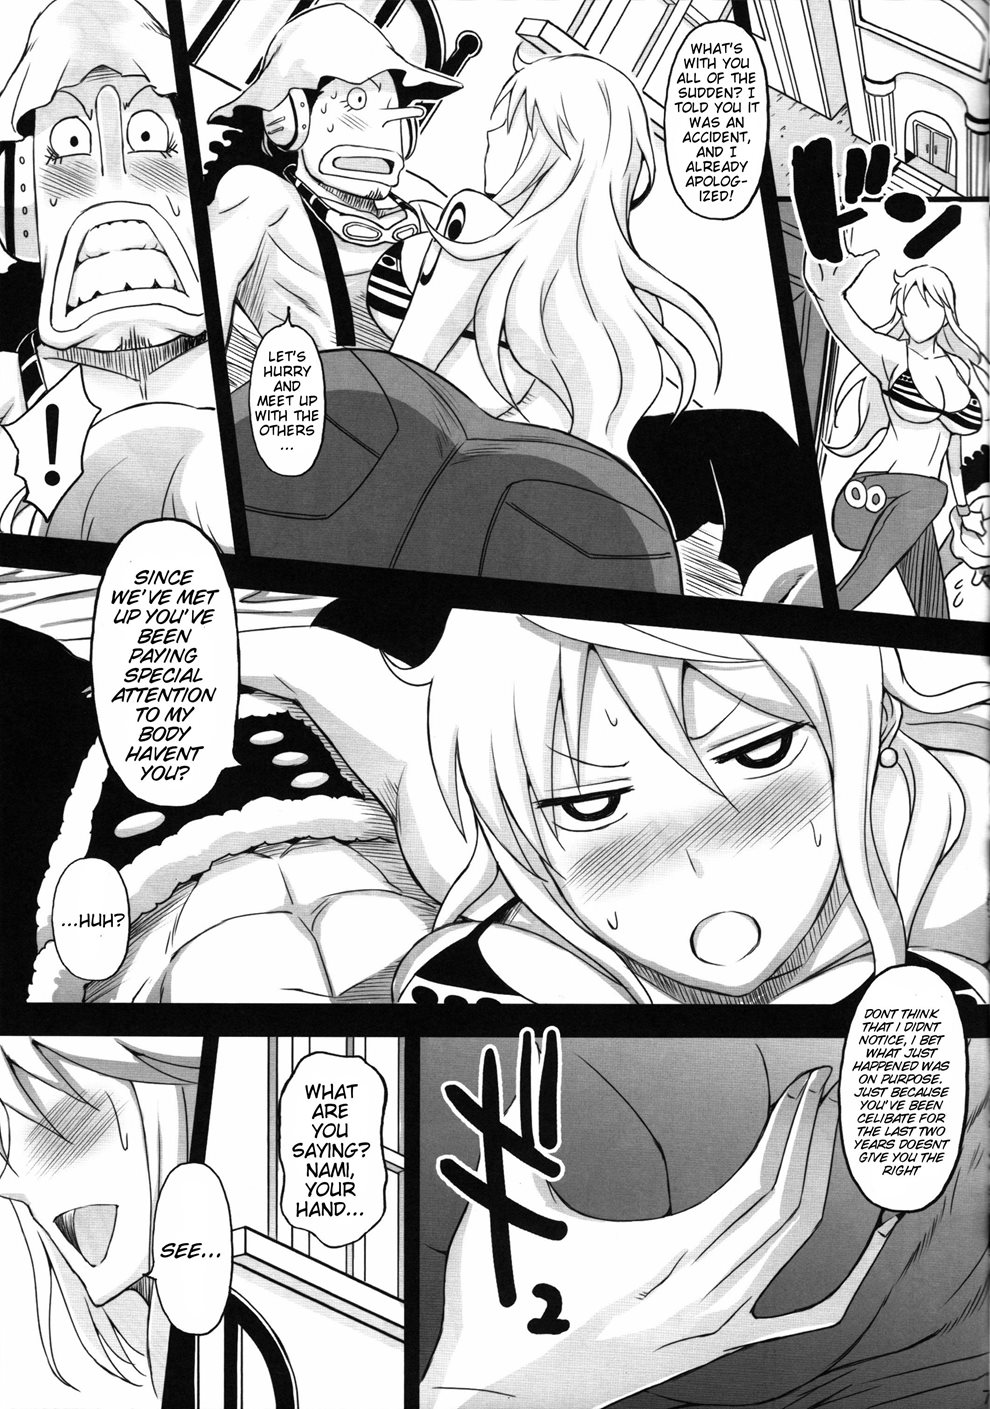 WHAT'S
WITH YOU
ALL OF THE
SUDDEN? I
TOLD YOU IT
WAS AN
ACCIDENT,
AND I
ALREADY
APOLOG-
IZED!
ドン
LET'S
HURRY
AND
MEET UP
WITH THE
OTHERS
...
!
SINCE
WE'VE MET
UP YOU'VE
BEEN
PAYING
SPECIAL
ATTENTION
TO MY
BODY
HAVENT
YOU?
...HUH?
DONT THINK
THAT I DIDNT
NOTICE, I BET
WHAT JUST
HAPPENED WAS
ON PURPOSE.
JUST BECAUSE
YOU'VE BEEN
CELIBATE FOR
THE LAST TWO
YEARS DOESNT
GIVE YOU THE
RIGHT
WHAT
ARE
YOU
SAYING?
NAMI,
YOUR
HAND...
SEE...
7